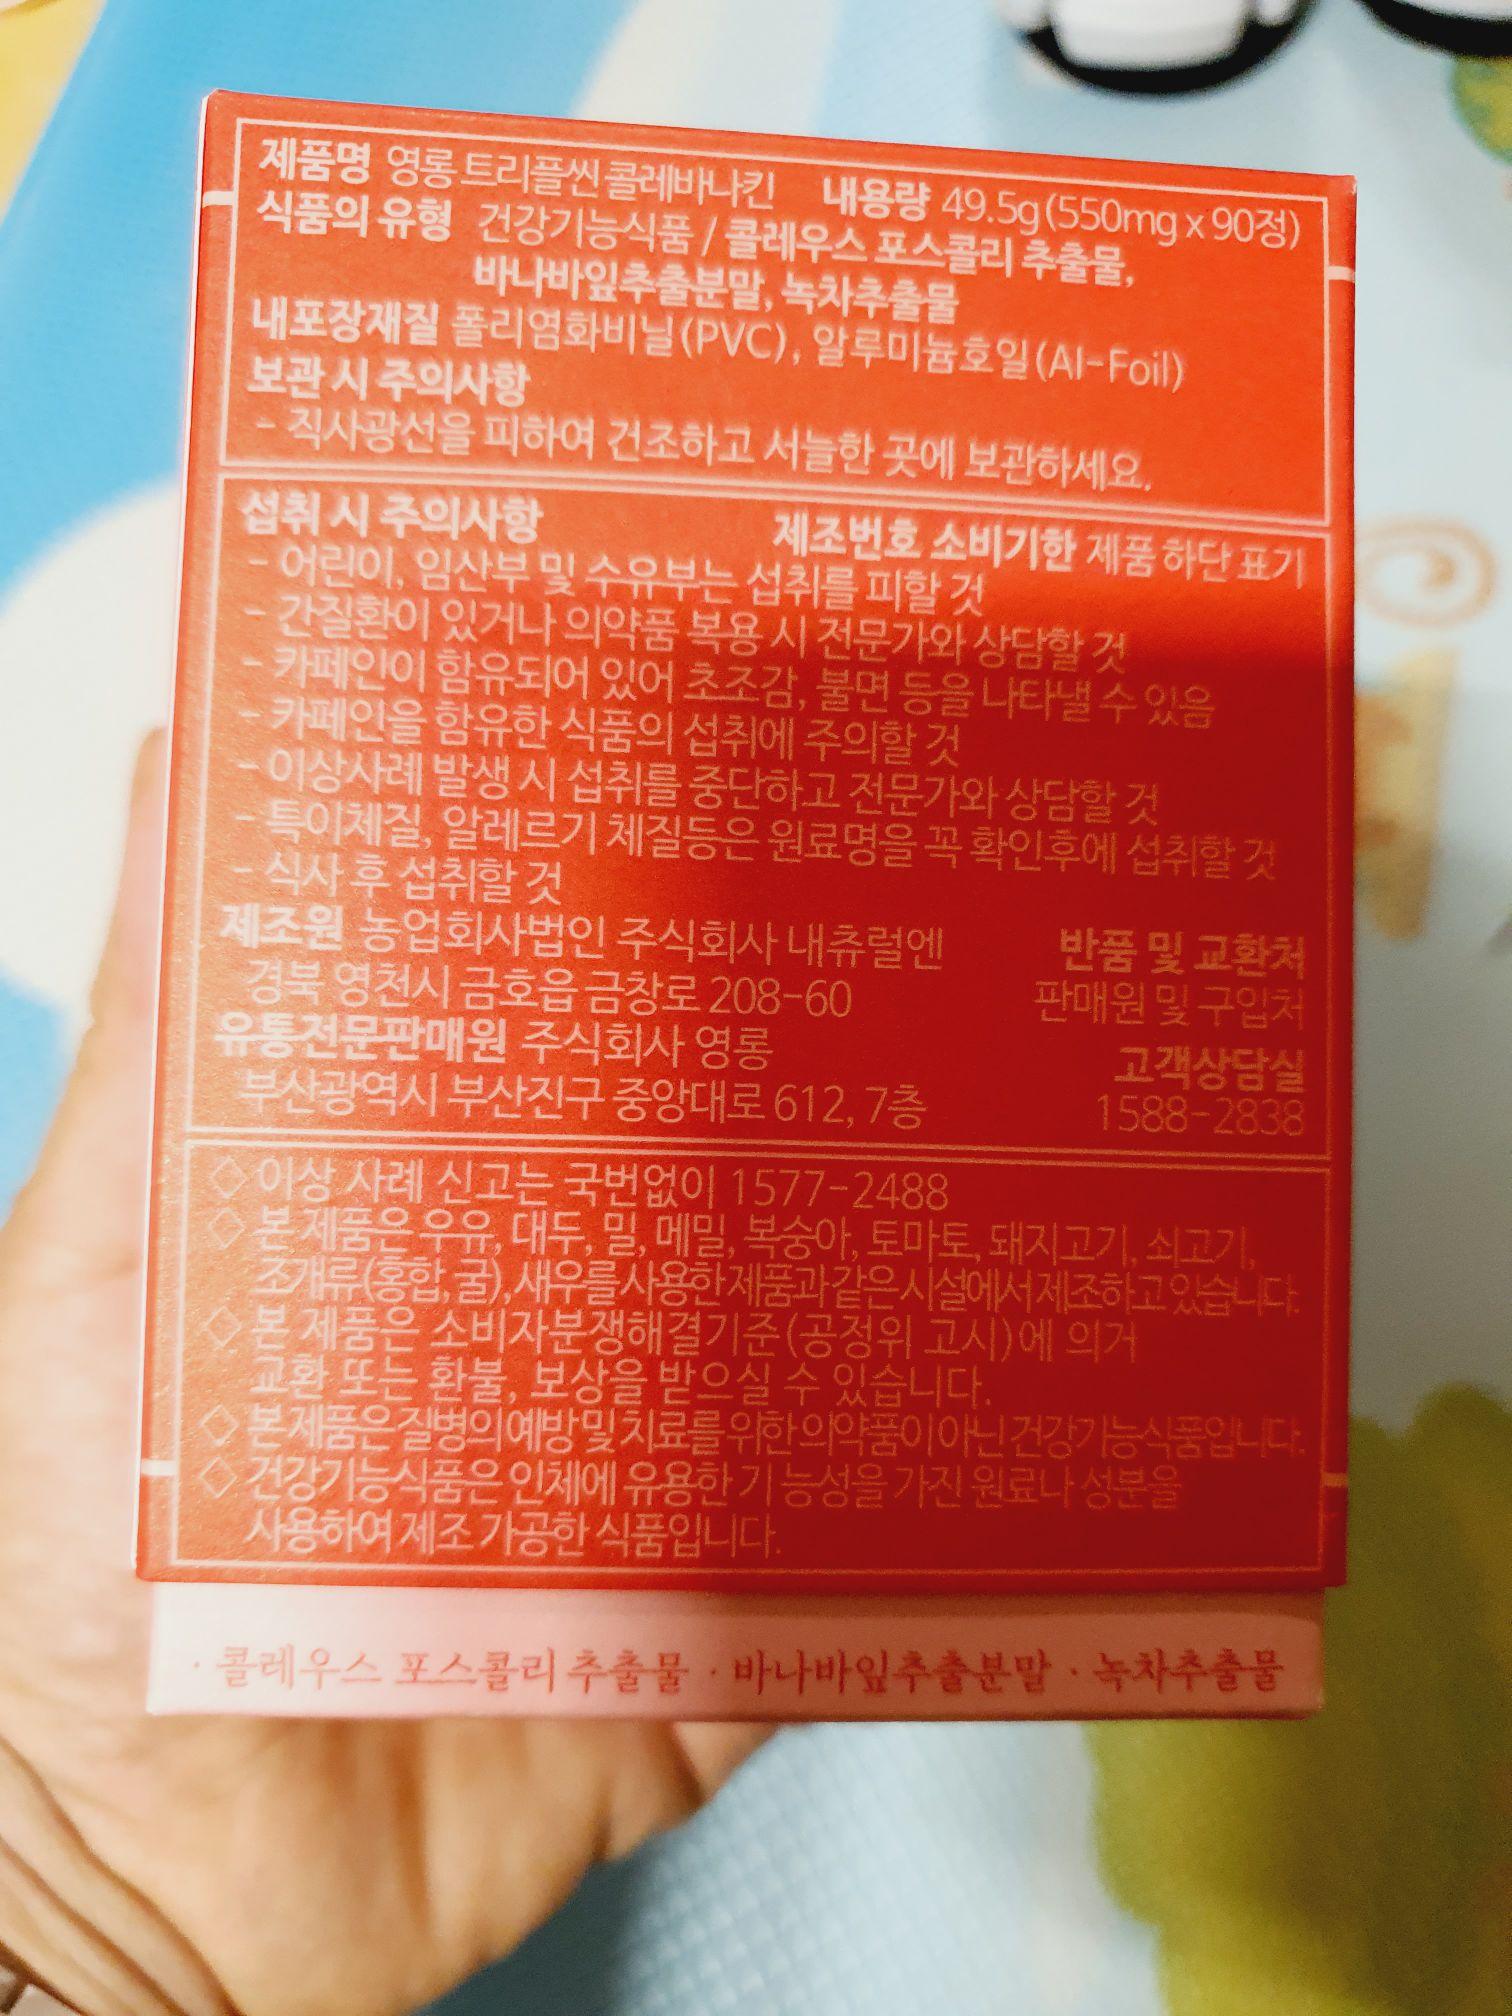 제품명 영롱 트리플씬 콜레바나킨 내용량 49.5g(550mg x 90정)
식품의 유형 건강기능식품 / 콜레우스 포스콜리 추출물,
바나바잎추출분말, 녹차추출물
내포장재질 폴리염화비닐(PVC), 알루미늄호일(Al-Foil)
보관 시 주의사항
- 직사광선을 피하여 건조하고 서늘한 곳에 보관하세요.
섭취 시 주의사항 제조번호 소비기한 제품 하단 표기
- 어린이, 임산부 및 수유부는 섭취를 피할 것
- 간질환이 있거나 의약품 복용 시 전문가와 상담할 것
- 카페인이 함유되어 있어 초조감, 불면 등을 나타낼 수 있음
- 카페인을 함유한 식품의 섭취에 주의할 것
- 이상사례 발생 시 섭취를 중단하고 전문가와 상담할 것
- 특이체질, 알레르기 체질등은 원료명을 꼭 확인후에 섭취할 것
- 식사 후 섭취할 것
제조원 농업회사법인 주식회사 내츄럴엔 반품 및 교환처
경북 영천시 금호읍 금창로 208-60 판매원 및 구입처
유통전문판매원 주식회사 영롱 고객상담실
부산광역시 부산진구 중앙대로 612, 7층 1588-2838
◇ 이상 사례 신고는 국번없이 1577-2488
◇ 본 제품은 우유, 대두, 밀, 메밀, 복숭아, 토마토, 돼지고기, 쇠고기,
조개류(홍합,굴),새우를사용한제품과같은시설에서제조하고있습니다.
◇ 본 제품은 소비자분쟁해결기준(공정위 고시)에 의거
교환 또는 환불, 보상을 받으실 수 있습니다.
◇ 본제품은질병의예방및치료를위한의약품이아닌건강기능식품입니다.
◇ 건강기능식품은 인체에 유용한 기능성을 가진 원료나 성분을
사용하여 제조 가공한 식품입니다.
· 콜레우스 포스콜리 추출물 · 바나바잎추출분말 · 녹차추출물